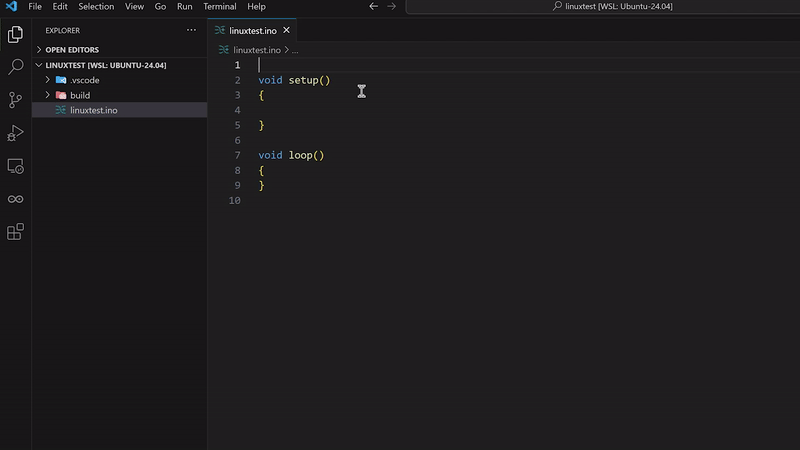 File Edit Selection View Go Run Terminal Help
linuxtest [WSL: Ubuntu-24.04]
EXPLORER
linuxtest.ino
OPEN EDITORS
LINUXTEST [WSL: UBUNTU-24.04]
.vscode
build
linuxtest.ino
linuxtest.ino > ...
1
2 void setup()
3 {
4
5 }
6
7 void loop()
8 {
9 }
10